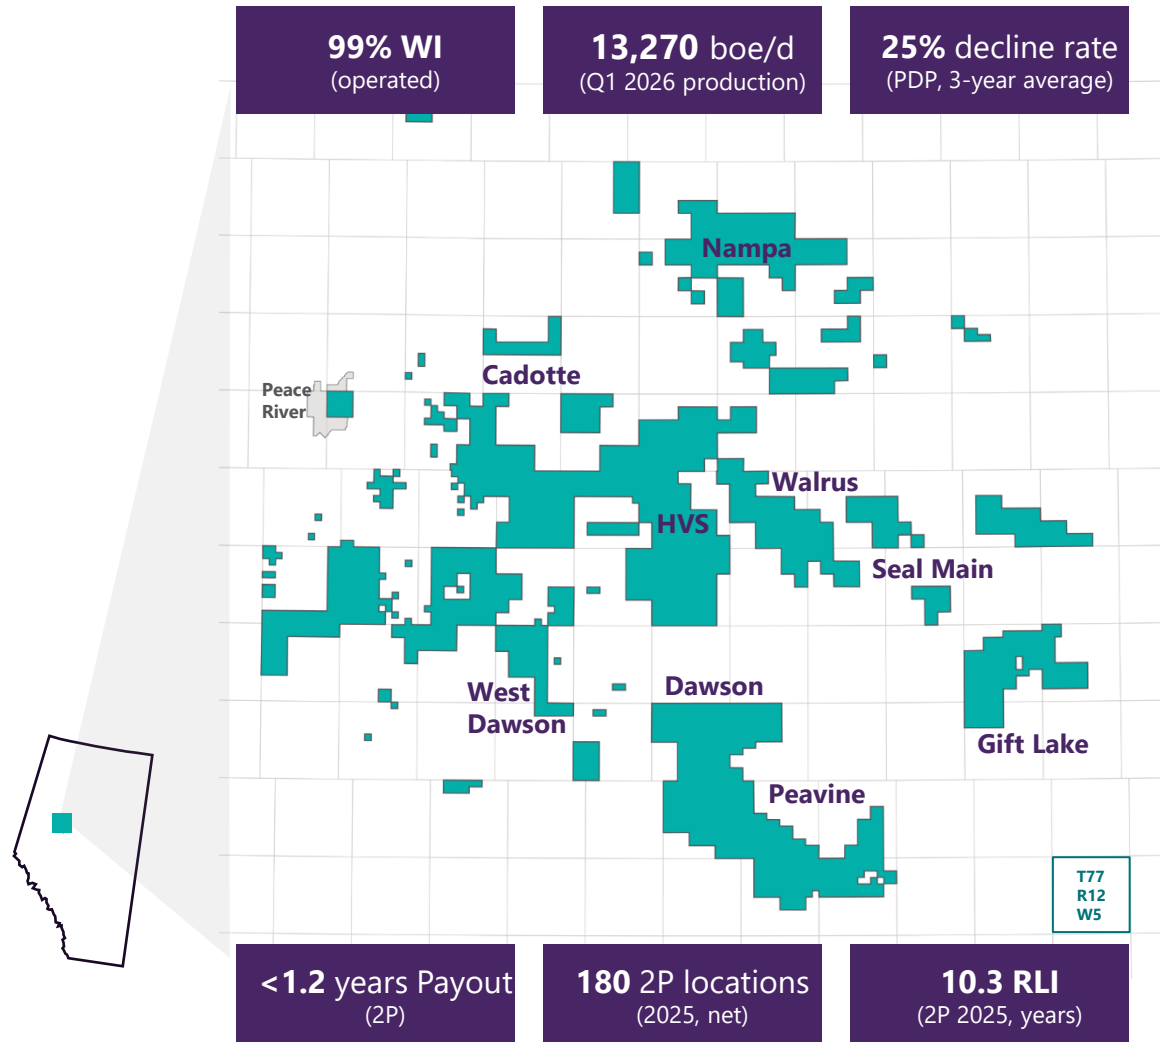 99% WI
(operated)
13,270 boe/d
(Q1 2026 production)
25% decline rate
(PDP, 3-year average)
Nampa
Cadotte
Peace
River
Walrus
HVS
Seal Main
West
Dawson
Dawson
Gift Lake
Peavine
T77
R12
W5
<1.2 years Payout
(2P)
180 2P locations
(2025, net)
10.3 RLI
(2P 2025, years)